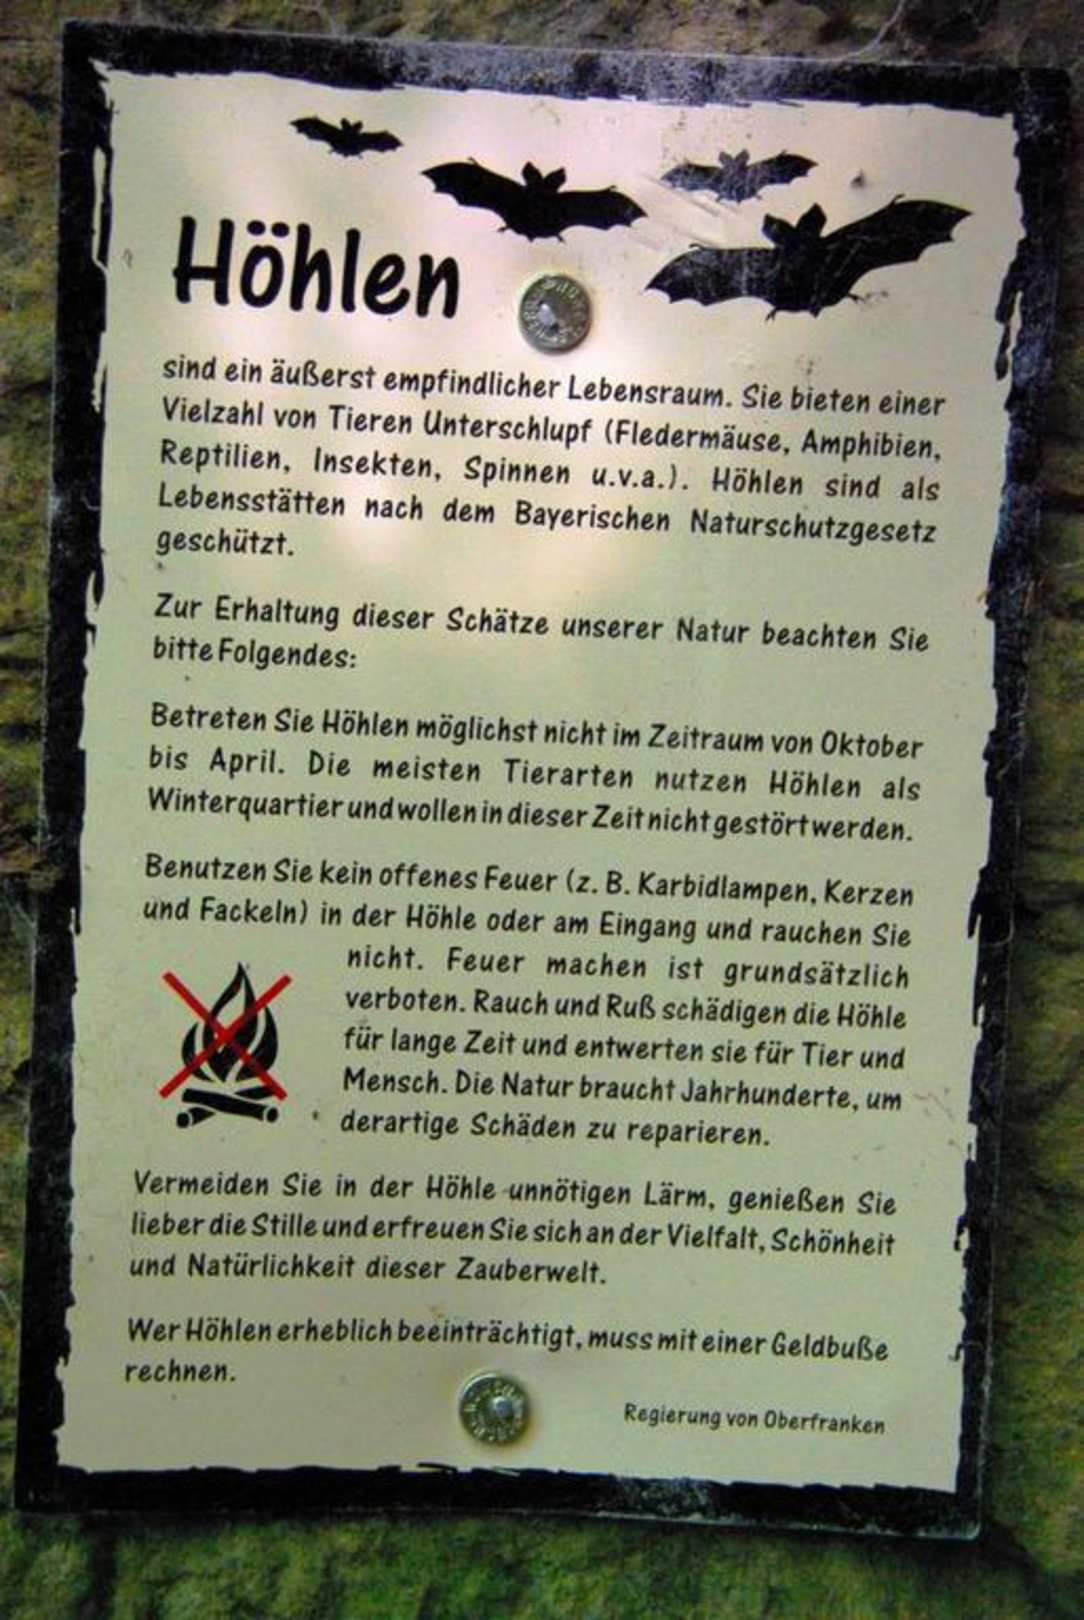 Höhlen
sind ein äußerst empfindlicher Lebensraum. Sie bieten einer
Vielzahl von Tieren Unterschlupf (Fledermäuse, Amphibien,
Reptilien, Insekten, Spinnen u.v.a.). Höhlen sind als
Lebensstätten nach dem Bayerischen Naturschutzgesetz
geschützt.
Zur Erhaltung dieser Schätze unserer Natur beachten Sie
bitte Folgendes:
Betreten Sie Höhlen möglichst nicht im Zeitraum von Oktober
bis April. Die meisten Tierarten nutzen Höhlen als
Winterquartier und wollen in dieser Zeit nicht gestört werden.
Benutzen Sie kein offenes Feuer (z. B. Karbidlampen, Kerzen
und Fackeln) in der Höhle oder am Eingang und rauchen Sie
nicht. Feuer machen ist grundsätzlich
verboten. Rauch und Ruß schädigen die Höhle
für lange Zeit und entwerten sie für Tier und
Mensch. Die Natur braucht Jahrhunderte, um
derartige Schäden zu reparieren.
Vermeiden Sie in der Höhle unnötigen Lärm, genießen Sie
lieber die Stille und erfreuen Sie sich an der Vielfalt, Schönheit
und Natürlichkeit dieser Zauberwelt.
Wer Höhlen erheblich beeinträchtigt, muss mit einer Geldbuße
rechnen.
Regierung von Oberfranken